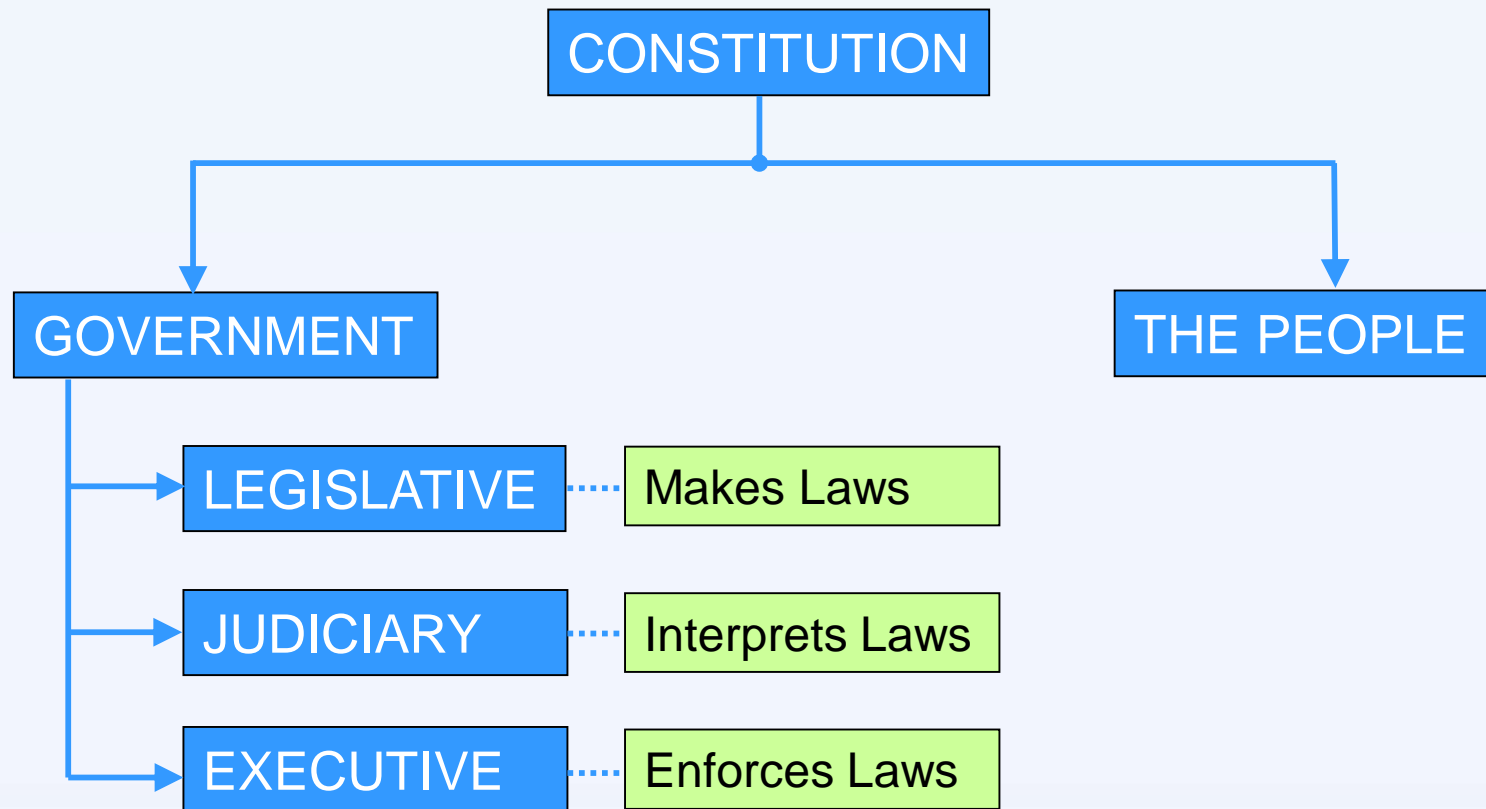 CONSTITUTION
GOVERNMENT
THE PEOPLE
LEGISLATIVE
Makes Laws
JUDICIARY
Interprets Laws
EXECUTIVE
Enforces Laws